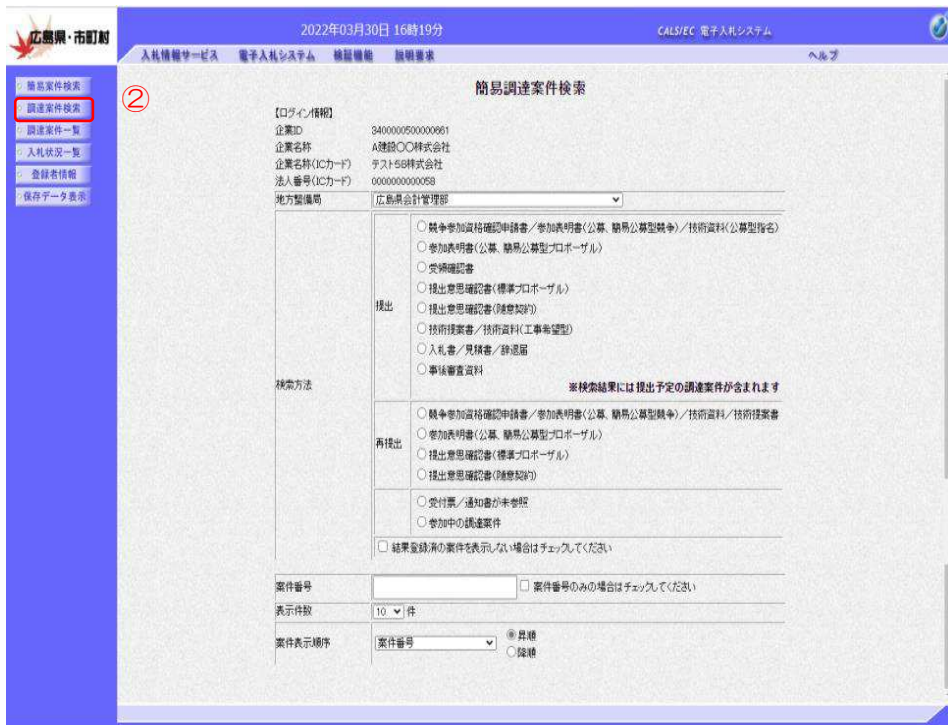 広島県・市町村
2022年03月30日 16時19分
CALS/EC 電子入札システム
入札情報サービス 電子入札システム 検証機能 説明要求 ヘルプ
簡易案件検索
調達案件検索
②
調達案件一覧
入札状況一覧
登録者情報
保存データ表示
簡易調達案件検索
【ログイン情報】
企業ID 3400000500000661
企業名称 A建設〇〇株式会社
企業名称(ICカード) テスト58株式会社
法人番号(ICカード) 0000000000058
地方整備局 広島県会計管理部
検索方法
提出
競争参加資格確認申請書/参加表明書(公募、簡易公募型競争)/技術資料(公募型指名)
参加表明書(公募、簡易公募型プロポーザル)
受領確認書
提出意思確認書(標準プロポーザル)
提出意思確認書(随意契約)
技術提案書/技術資料(工事希望型)
入札書/見積書/辞退届
事後審査資料
※検索結果には提出予定の調達案件が含まれます
再提出
競争参加資格確認申請書/参加表明書(公募、簡易公募型競争)/技術資料/技術提案書
参加表明書(公募、簡易公募型プロポーザル)
提出意思確認書(標準プロポーザル)
提出意思確認書(随意契約)
受付票/通知書が未参照
参加中の調達案件
結果登録済の案件を表示しない場合はチェックしてください
案件番号 案件番号のみの場合はチェックしてください
表示件数 10 件
案件表示順序 案件番号 昇順
降順